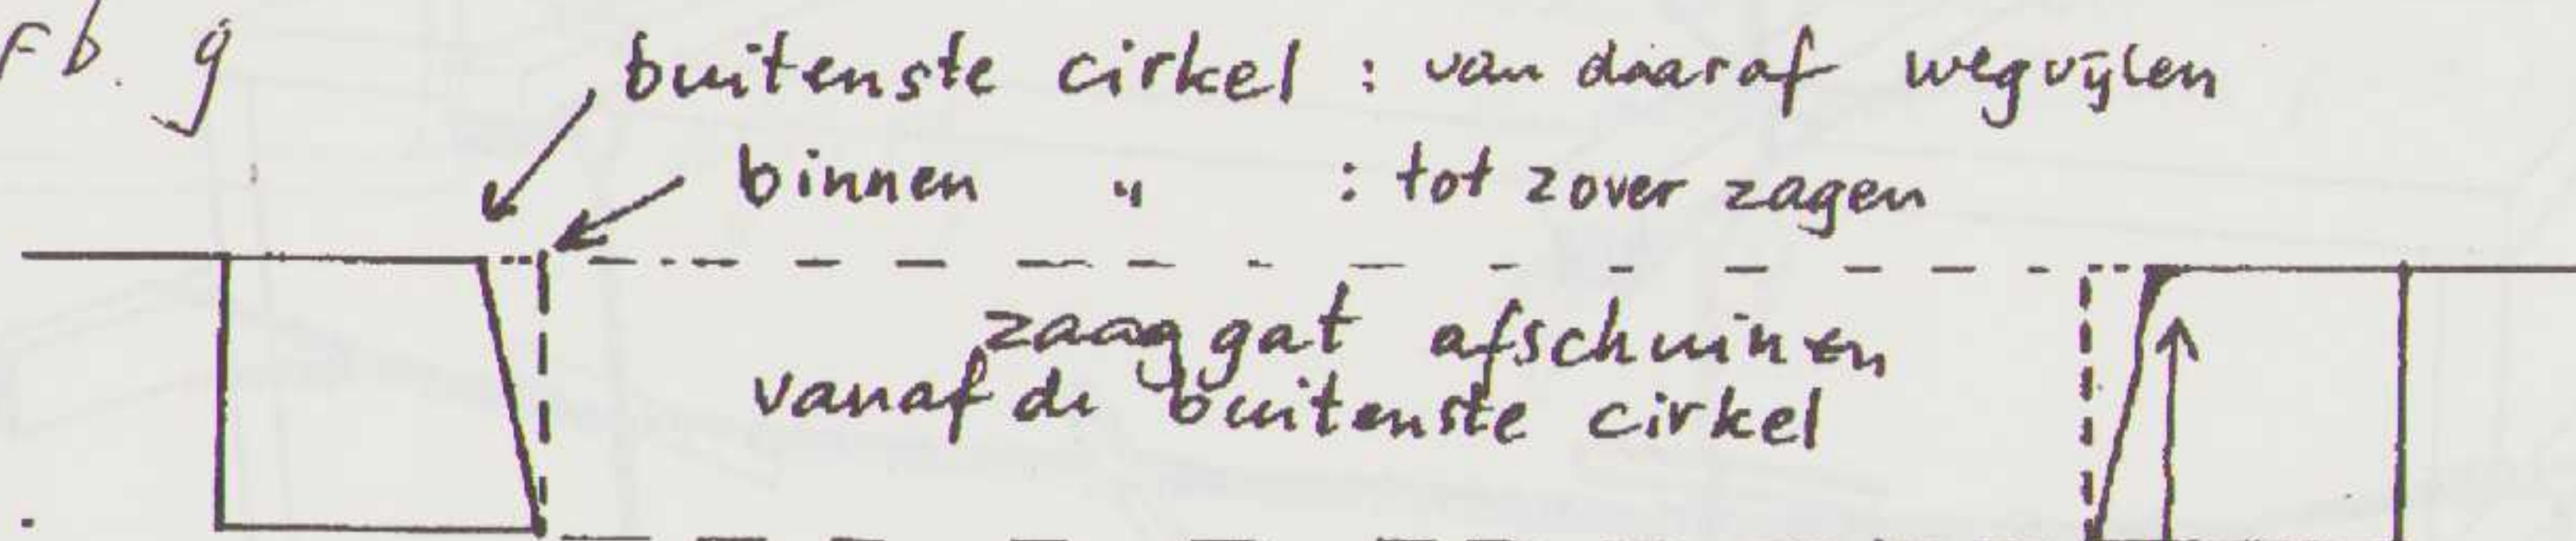 fb. 9
buitenste cirkel : van daaraf wegvijlen
binnen " : tot zover zagen
zaaggat afschuinen
vanaf de buitenste cirkel